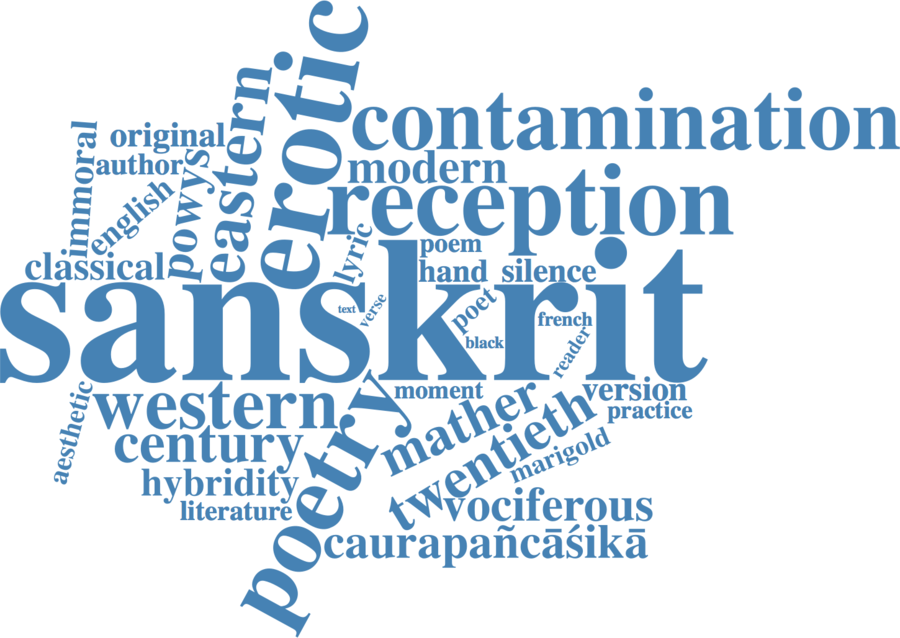 erotic
contamination
eastern
original
immoral
author
modern
powys
english
reception
lyric
poem
classical
hand
silence
sanskrit
text
verse
poet
french
black
reader
moment
version
aesthetic
western
poetry
mather
twentieth
practice
century
marigold
hybridity
literature
vociferous
caurapañcāśikā